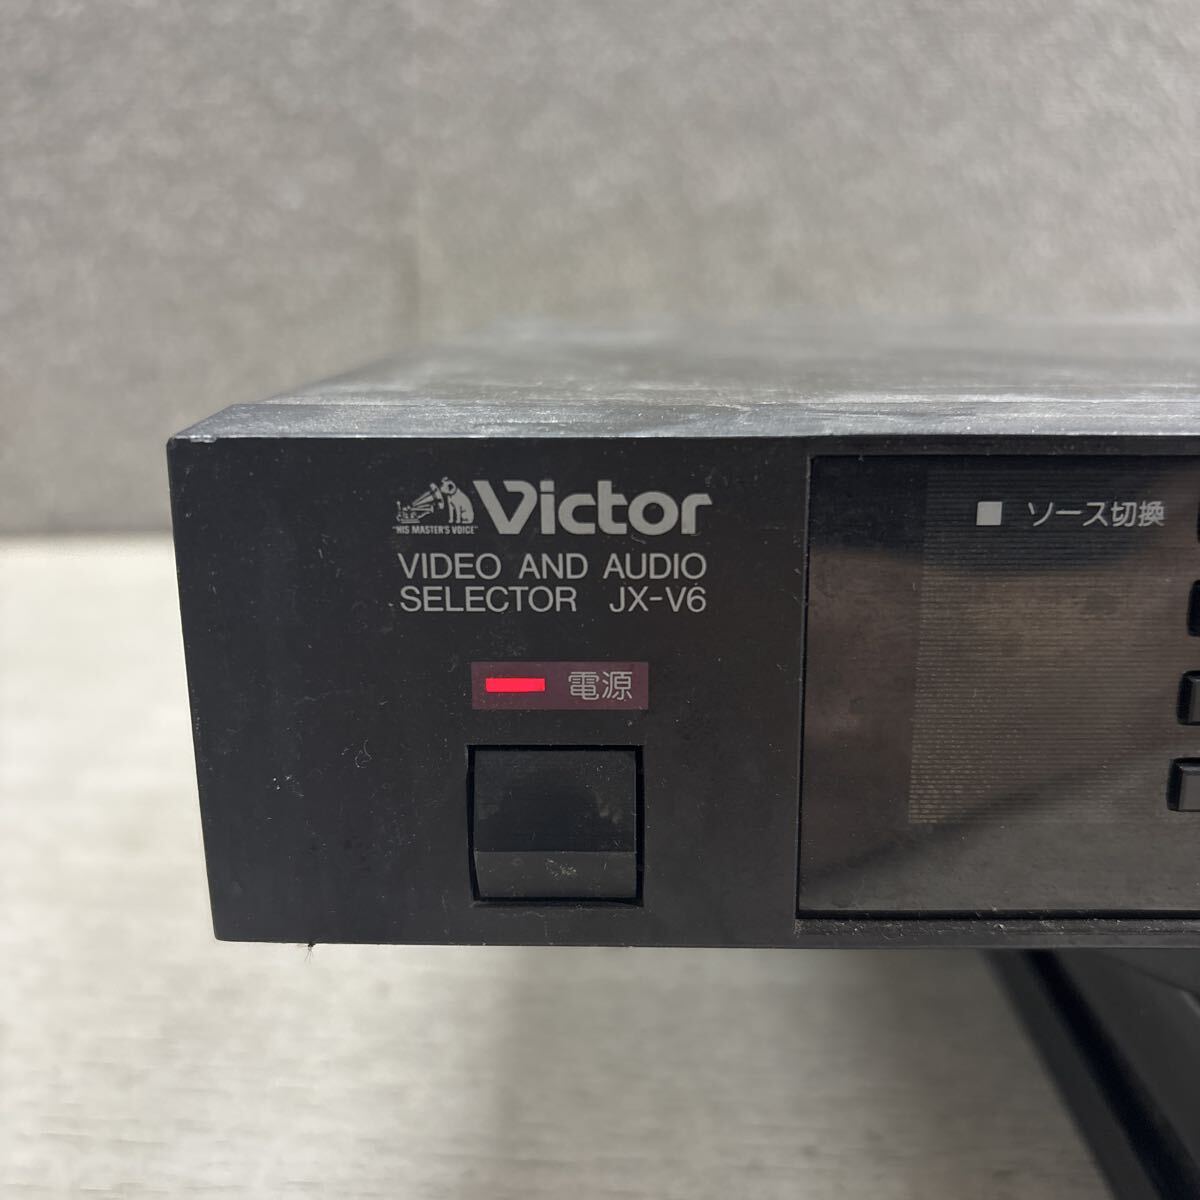 "HIS MASTER'S VOICE" Victor
VIDEO AND AUDIO
SELECTOR JX-V6
電源
■ ソース切換